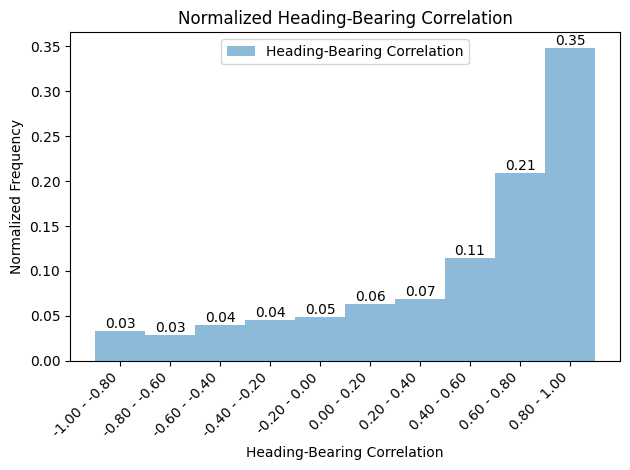 Normalized Heading-Bearing Correlation
Heading-Bearing Correlation
Normalized Frequency
0.35
0.30
0.25
0.20
0.15
0.10
0.05
0.00
0.03
0.03
0.04
0.04
0.05
0.06
0.07
0.11
0.21
0.35
-1.00 - -0.80
-0.80 - -0.60
-0.60 - -0.40
-0.40 - -0.20
-0.20 - 0.00
0.00 - 0.20
0.20 - 0.40
0.40 - 0.60
0.60 - 0.80
0.80 - 1.00
Heading-Bearing Correlation